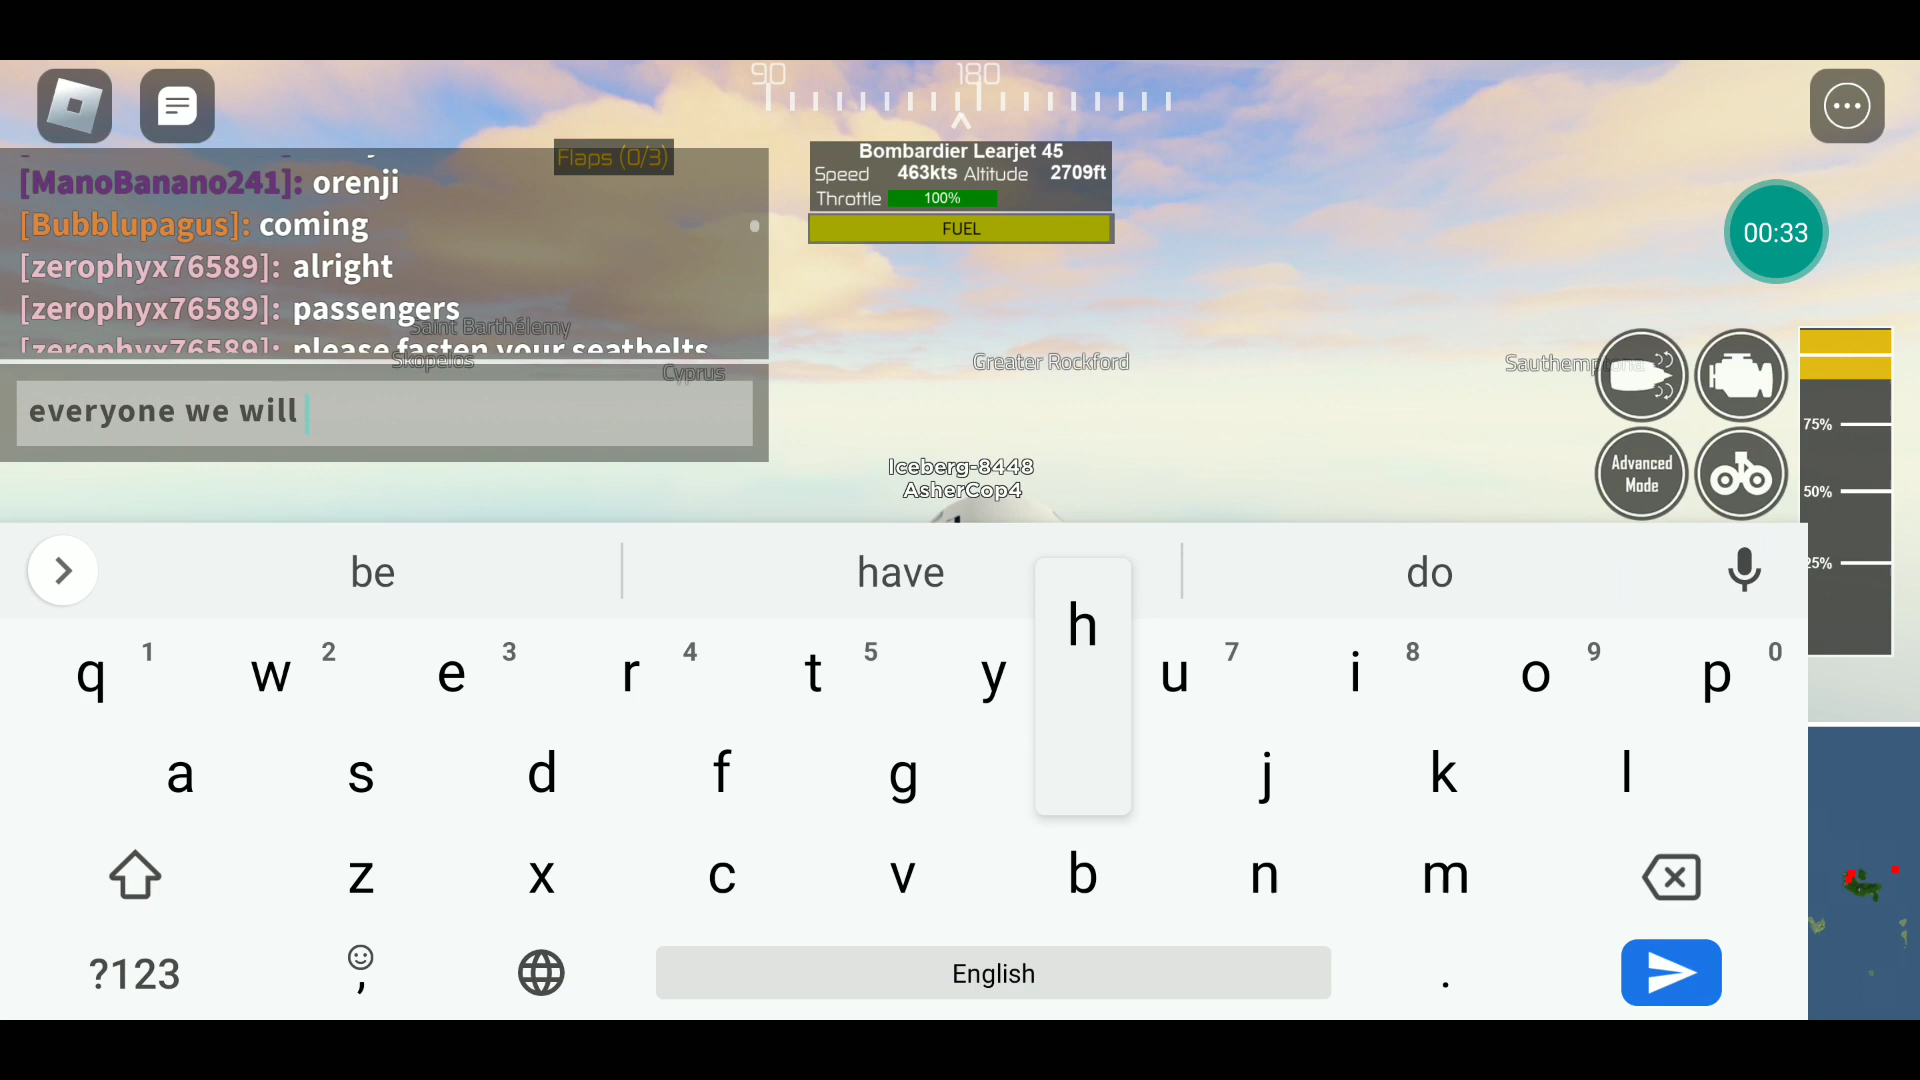 90 180
Flaps (0/3)
Bombardier Learjet 45
Speed 463kts Altitude 2709ft
Throttle 100%
FUEL
00:33
[ManoBanano241]: orenji
[Bubblupagus]: coming
[zerophyx76589]: alright
[zerophyx76589]: passengers
[zerophyx76589]: please fasten your seatbelts
Saint Barthélemy
Skopelos
Cyprus
Greater Rockford
Sauthemptona
everyone we will
Iceberg-8448
AsherCop4
Advanced
Mode
75%
50%
25%
be have do
h
q 1 w 2 e 3 r 4 t 5 y u 7 i 8 o 9 p 0
a s d f g j k l
z x c v b n m
?123 , English .